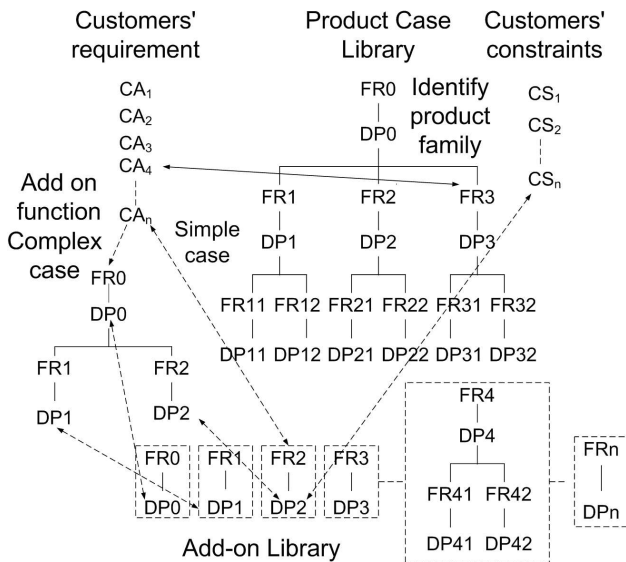 Customers'
requirement
Product Case
Library
Customers'
constraints
CA₁
CA₂
CA₃
CA₄
CAₙ
FR0
DP0
Identify
product
family
CS₁
CS₂
CSₙ
Add on
function
Complex
case
Simple
case
FR1 FR2 FR3
DP1 DP2 DP3
FR11 FR12 FR21 FR22 FR31 FR32
DP11 DP12 DP21 DP22 DP31 DP32
FR0
DP0
FR1 FR2
DP1 DP2
FR0 FR1 FR2 FR3
DP0 DP1 DP2 DP3
FR4
DP4
FR41 FR42
DP41 DP42
FRn
DPn
Add-on Library